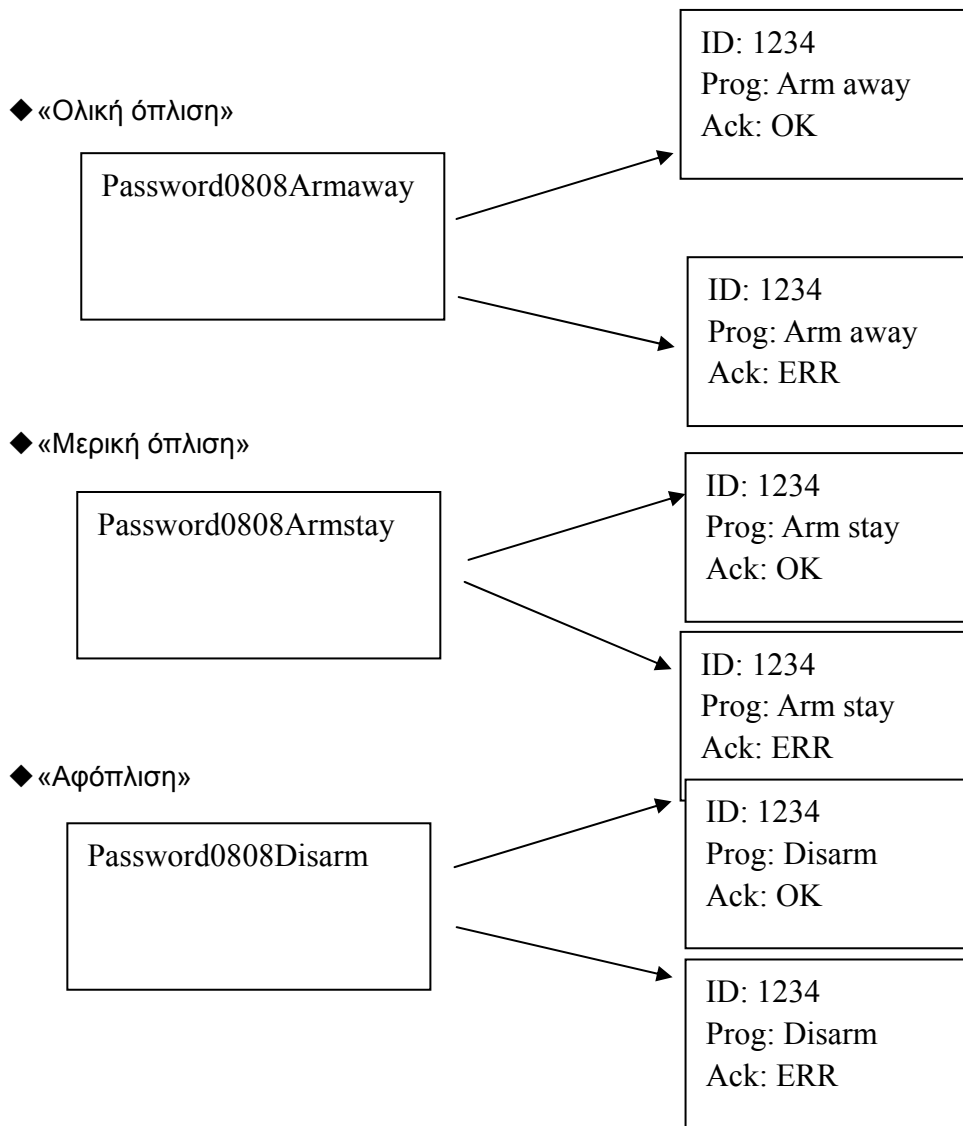 ◆«Ολική όπλιση»
Password0808Armaway
ID: 1234
Prog: Arm away
Ack: OK
ID: 1234
Prog: Arm away
Ack: ERR
◆«Μερική όπλιση»
Password0808Armstay
ID: 1234
Prog: Arm stay
Ack: OK
ID: 1234
Prog: Arm stay
Ack: ERR
◆«Αφόπλιση»
Password0808Disarm
ID: 1234
Prog: Disarm
Ack: OK
ID: 1234
Prog: Disarm
Ack: ERR